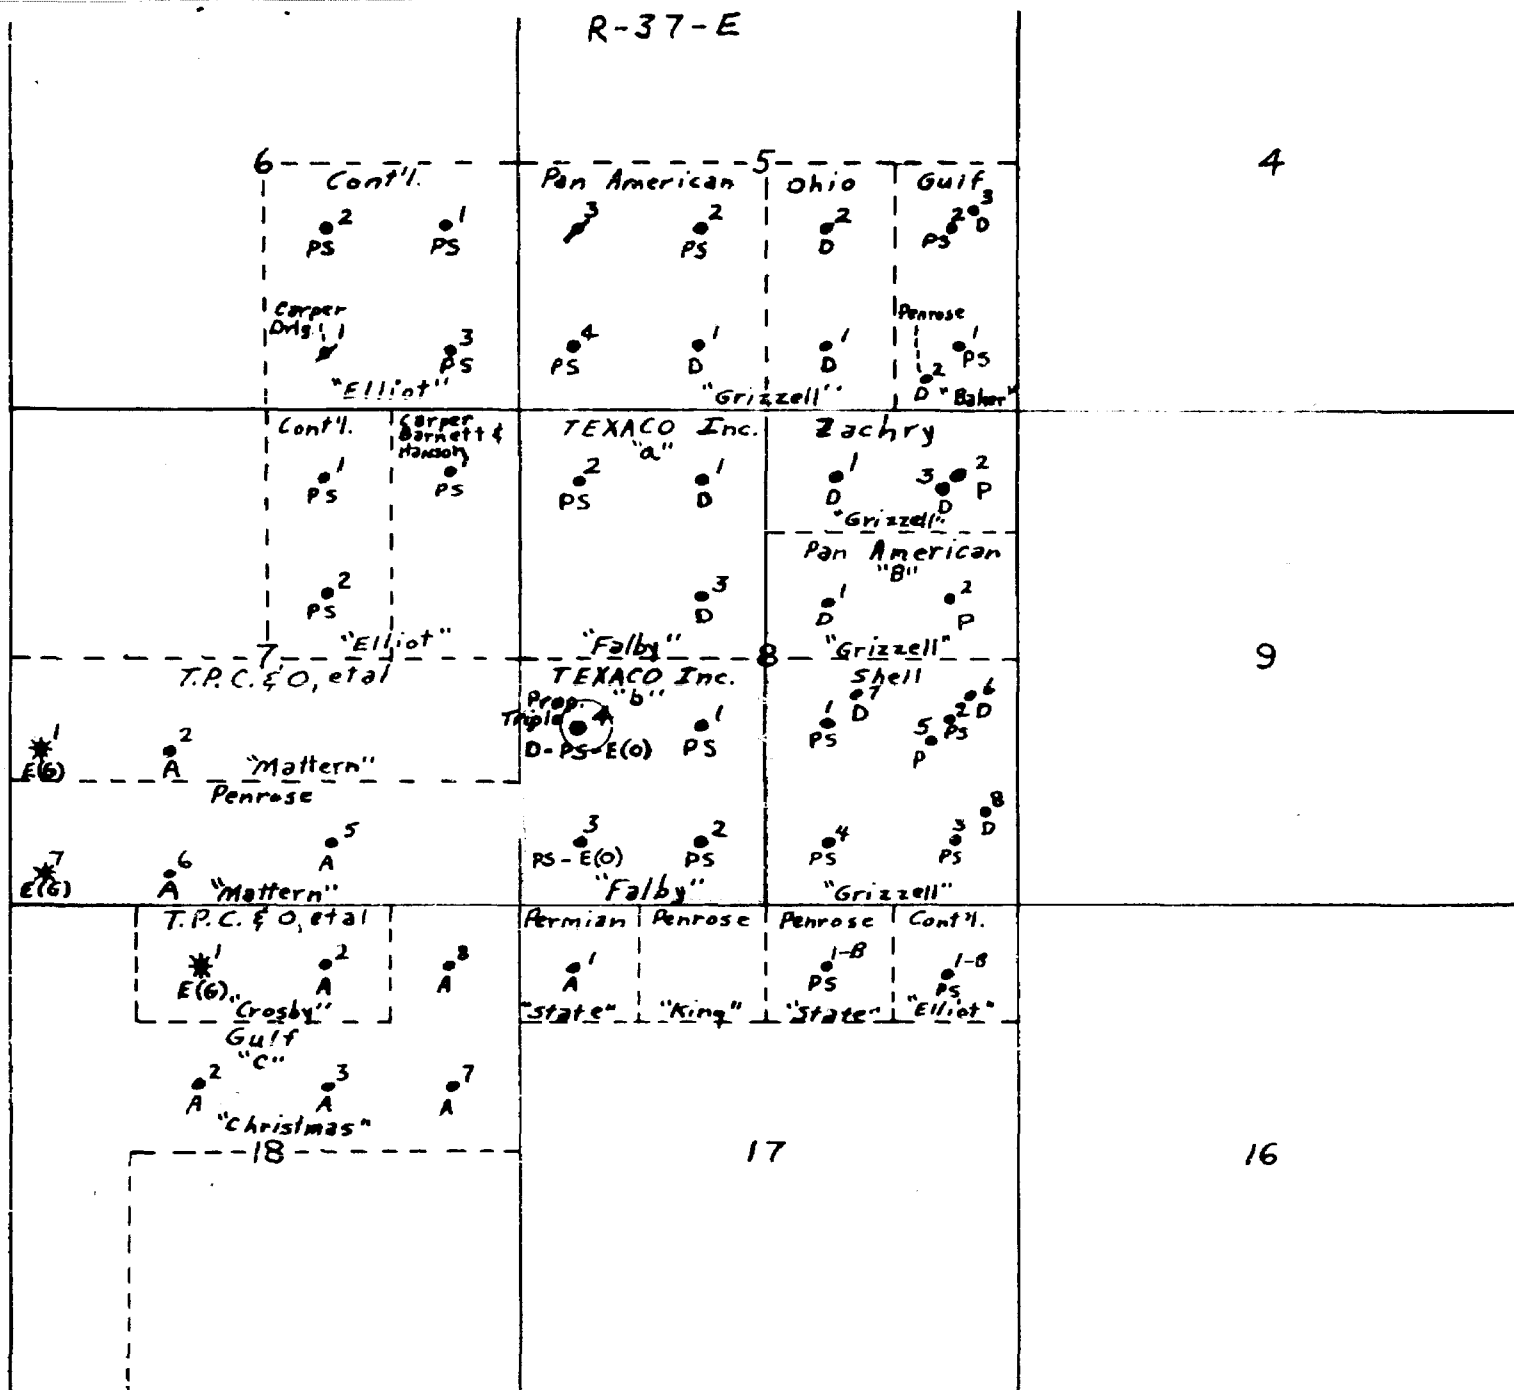 R-37-E
6
5
4
Cont'l.
Pan American
Ohio
Gulf
2
PS
1
PS
3
2
PS
2
D
2
PS
3
D
Carper
Drlg.
1
3
PS
4
PS
1
D
1
D
Penrose
1
PS
2
D
"Baker"
"Elliot"
"Grizzell"
Cont'l.
Carper
Barnett &
Hanson
TEXACO Inc.
"a"
Zachry
1
PS
1
PS
2
PS
1
D
1
D
3
D
2
P
"Grizzell"
Pan American
"B"
2
PS
3
D
1
D
2
P
"Elliot"
"Falby"
"Grizzell"
7
8
9
T.P.C. & O, etal
TEXACO Inc.
"b"
Shell
Prop.
Triple
4
D-PS-E(O)
1
PS
1
PS
7
D
6
D
2
PS
5
P
1
E(G)
2
A
"Mattern"
Penrose
5
A
3
PS-E(O)
2
PS
4
PS
3
PS
8
D
7
E(G)
6
A
"Mattern"
"Falby"
"Grizzell"
T.P.C. & O, etal
Permian
Penrose
Penrose
Cont'l.
1
E(G)
2
A
8
A
1
A
1-B
PS
1-B
PS
"Crosby"
"State"
"King"
"State"
"Elliot"
Gulf
"C"
2
A
3
A
7
A
"Christmas"
18
17
16